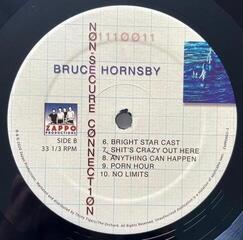 01110011
NON-SECURE CONNECTION
BRUCE HORNSBY
ZAPPO
PRODUCTIONS
SIDE B
33 1/3 RPM
6. BRIGHT STAR CAST
7. SHIT'S CRAZY OUT HERE
8. ANYTHING CAN HAPPEN
9. PORN HOUR
10. NO LIMITS